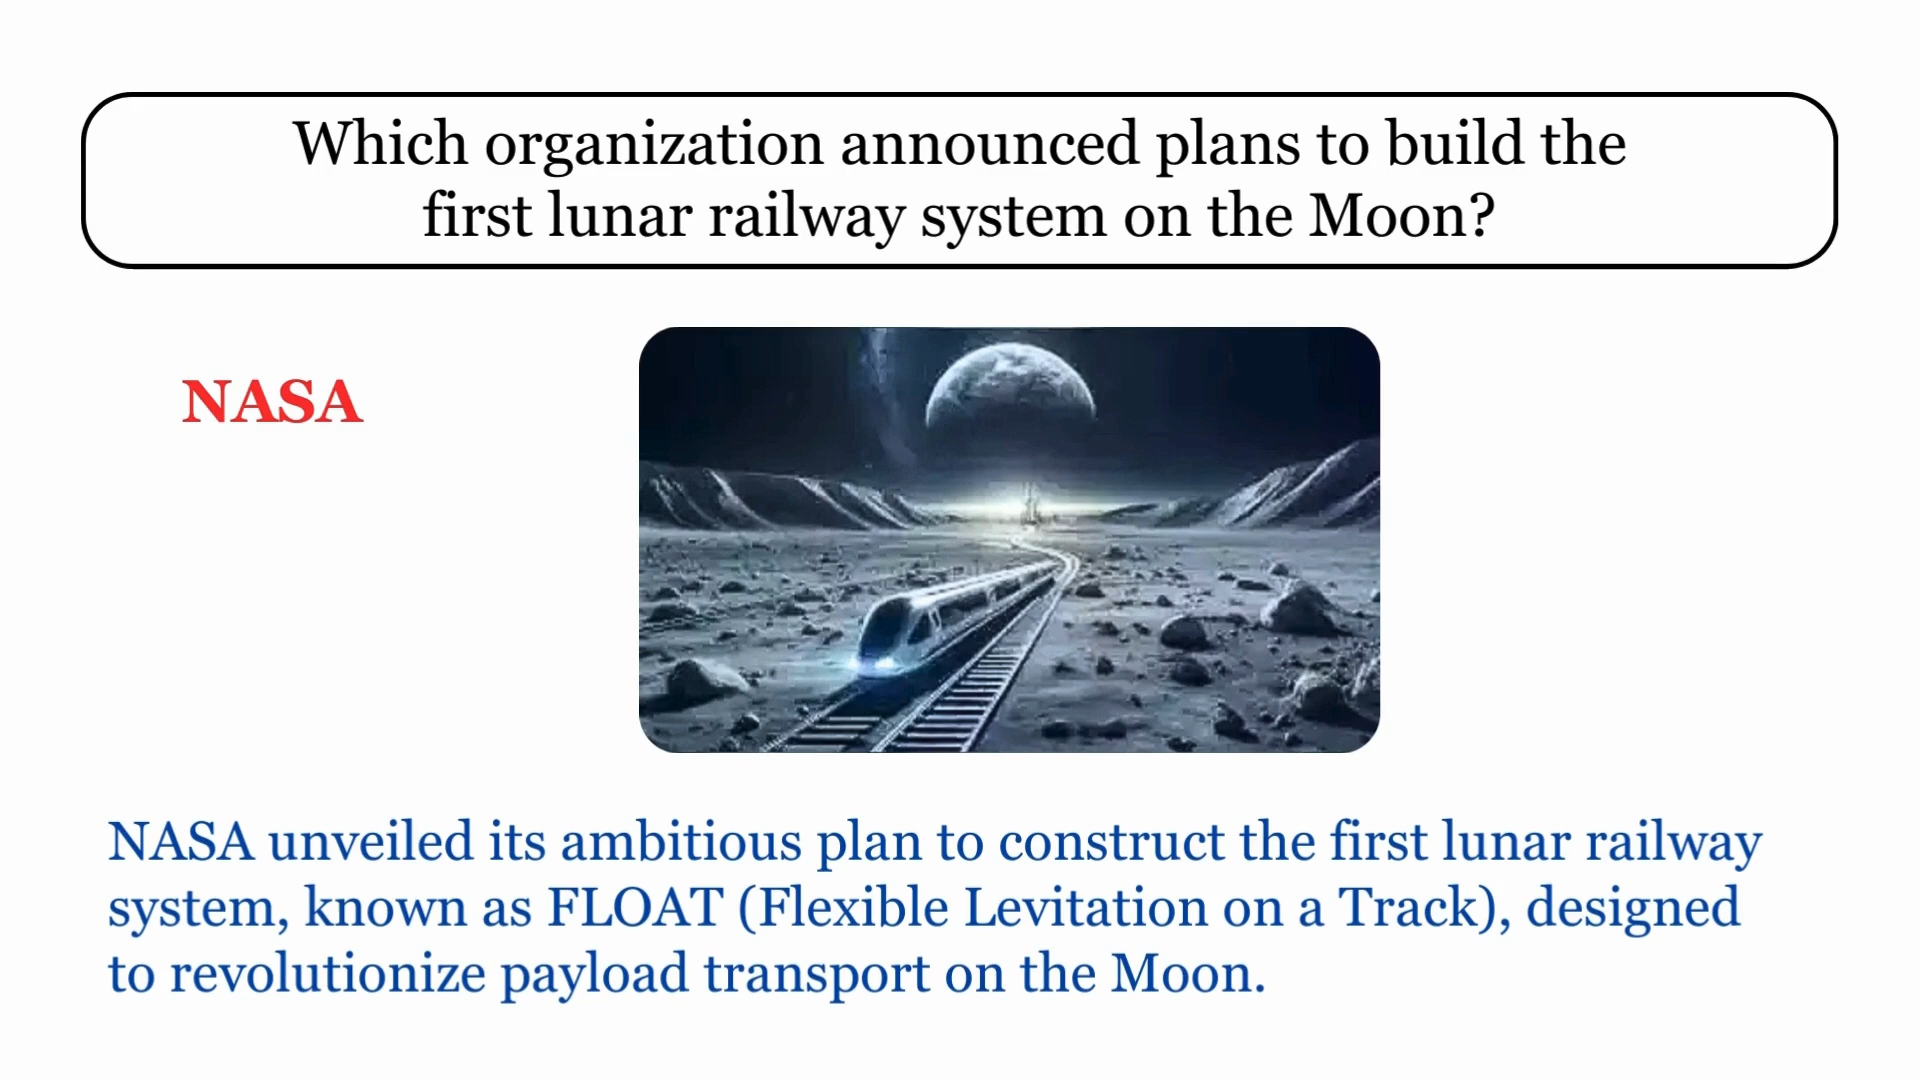 Which organization announced plans to build the
first lunar railway system on the Moon?
NASA
NASA unveiled its ambitious plan to construct the first lunar railway
system, known as FLOAT (Flexible Levitation on a Track), designed
to revolutionize payload transport on the Moon.